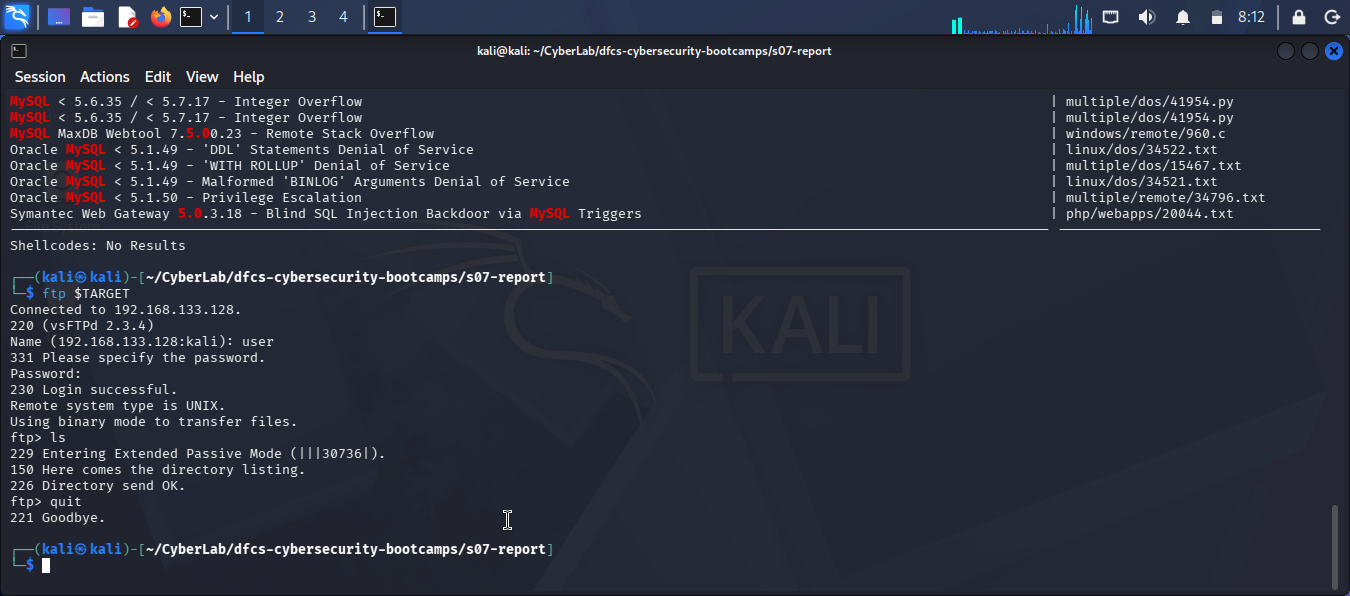 1 2 3 4 8:12
kali@kali: ~/CyberLab/dfcs-cybersecurity-bootcamps/s07-report
Session Actions Edit View Help
MySQL < 5.6.35 / < 5.7.17 - Integer Overflow | multiple/dos/41954.py
MySQL < 5.6.35 / < 5.7.17 - Integer Overflow | multiple/dos/41954.py
MySQL MaxDB Webtool 7.5.00.23 - Remote Stack Overflow | windows/remote/960.c
Oracle MySQL < 5.1.49 - 'DDL' Statements Denial of Service | linux/dos/34522.txt
Oracle MySQL < 5.1.49 - 'WITH ROLLUP' Denial of Service | multiple/dos/15467.txt
Oracle MySQL < 5.1.49 - Malformed 'BINLOG' Arguments Denial of Service | linux/dos/34521.txt
Oracle MySQL < 5.1.50 - Privilege Escalation | multiple/remote/34796.txt
Symantec Web Gateway 5.0.3.18 - Blind SQL Injection Backdoor via MySQL Triggers | php/webapps/20044.txt
Shellcodes: No Results
┌──(kali㉿kali)-[~/CyberLab/dfcs-cybersecurity-bootcamps/s07-report]
└─$ ftp $TARGET
Connected to 192.168.133.128.
220 (vsFTPd 2.3.4)
Name (192.168.133.128:kali): user
331 Please specify the password.
Password:
230 Login successful.
Remote system type is UNIX.
Using binary mode to transfer files.
ftp> ls
229 Entering Extended Passive Mode (|||30736|).
150 Here comes the directory listing.
226 Directory send OK.
ftp> quit
221 Goodbye.
┌──(kali㉿kali)-[~/CyberLab/dfcs-cybersecurity-bootcamps/s07-report]
└─$
KALI